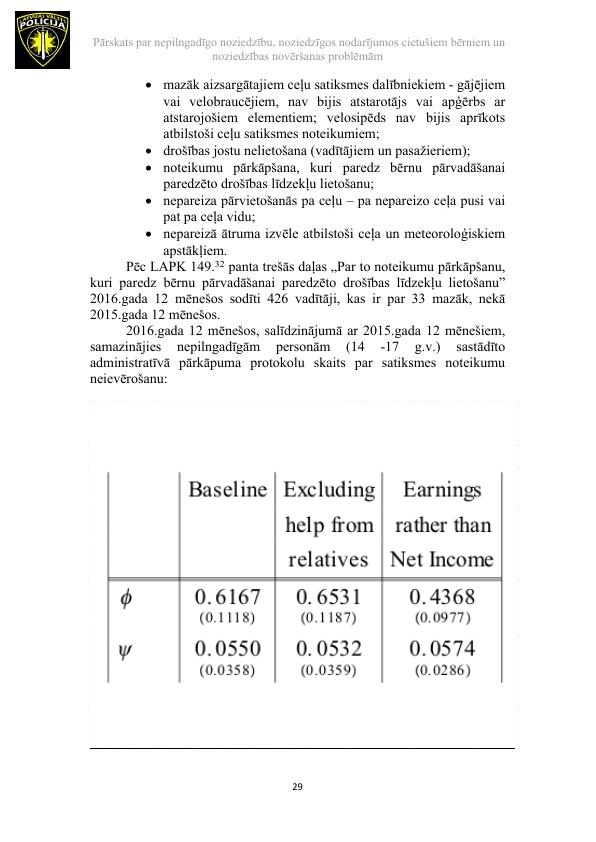 LATVIJAS VALSTS
POLICIJA
Pārskats par nepilngadīgo noziedzību, noziedzīgos nodarījumos cietušiem bērniem un
noziedzības novēršanas problēmām
• mazāk aizsargātajiem ceļu satiksmes dalībniekiem - gājējiem
vai velobraucējiem, nav bijis atstarotājs vai apģērbs ar
atstarojošiem elementiem; velosipēds nav bijis aprīkots
atbilstoši ceļu satiksmes noteikumiem;
• drošības jostu nelietošana (vadītājiem un pasažieriem);
• noteikumu pārkāpšana, kuri paredz bērnu pārvadāšanai
paredzēto drošības līdzekļu lietošanu;
• nepareiza pārvietošanās pa ceļu – pa nepareizo ceļa pusi vai
pat pa ceļa vidu;
• nepareizā ātruma izvēle atbilstoši ceļa un meteoroloģiskiem
apstākļiem.
Pēc LAPK 149.³² panta trešās daļas „Par to noteikumu pārkāpšanu,
kuri paredz bērnu pārvadāšanai paredzēto drošības līdzekļu lietošanu”
2016.gada 12 mēnešos sodīti 426 vadītāji, kas ir par 33 mazāk, nekā
2015.gada 12 mēnešos.
2016.gada 12 mēnešos, salīdzinājumā ar 2015.gada 12 mēnešiem,
samazinājies nepilngadīgām personām (14 -17 g.v.) sastādīto
administratīvā pārkāpuma protokolu skaits par satiksmes noteikumu
neievērošanu:
Baseline Excluding Earnings
help from rather than
relatives Net Income
ϕ 0.6167 0.6531 0.4368
(0.1118) (0.1187) (0.0977)
ψ 0.0550 0.0532 0.0574
(0.0358) (0.0359) (0.0286)
29